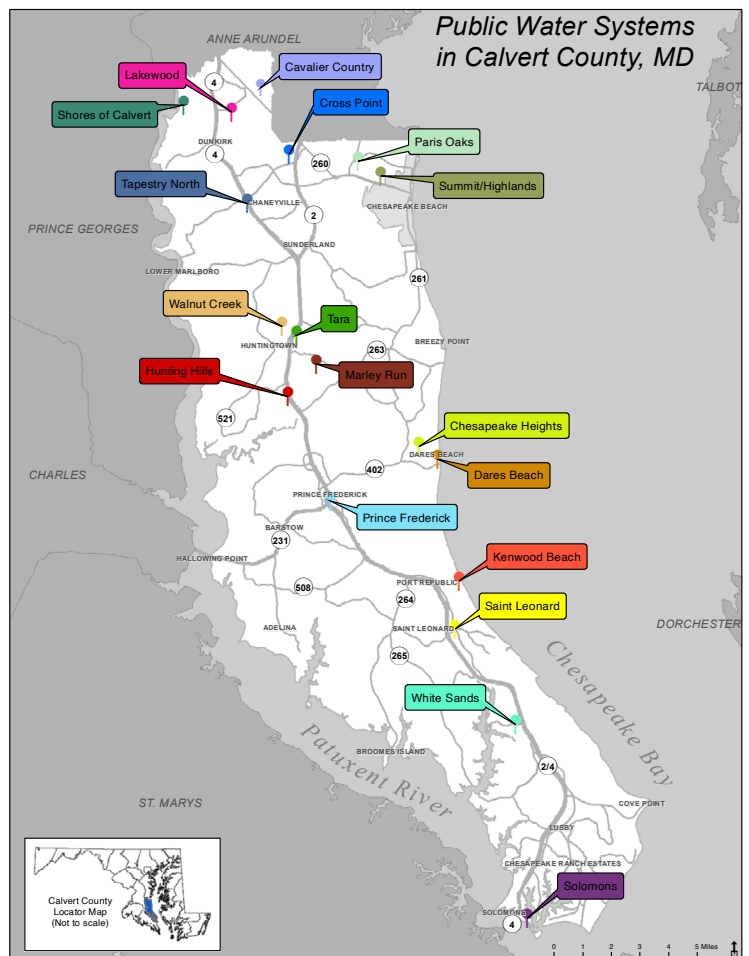 Public Water Systems
in Calvert County, MD
ANNE ARUNDEL
Cavalier Country
Lakewood
4
TALBOT
Shores of Calvert
Cross Point
DUNKIRK
4
260
Paris Oaks
Summit/Highlands
Tapestry North
CHANEYVILLE
CHESAPEAKE BEACH
2
PRINCE GEORGES
SUNDERLAND
LOWER MARLBORO
261
Walnut Creek
Tara
HUNTINGTOWN
263
BREEZY POINT
Hunting Hills
Marley Run
521
Chesapeake Heights
DARES BEACH
402
Dares Beach
CHARLES
PRINCE FREDERICK
Prince Frederick
BARSTOW
231
HALLOWING POINT
Kenwood Beach
PORT REPUBLIC
508
264
Saint Leonard
ADELINA
SAINT LEONARD
DORCHESTER
265
Chesapeake Bay
White Sands
Patuxent River
BROOMES ISLAND
2/4
ST. MARYS
COVE POINT
LUSBY
CHESAPEAKE RANCH ESTATES
Calvert County
Locator Map
(Not to scale)
Solomons
SOLOMONS
4
0 1 2 3 4 5 Miles
N